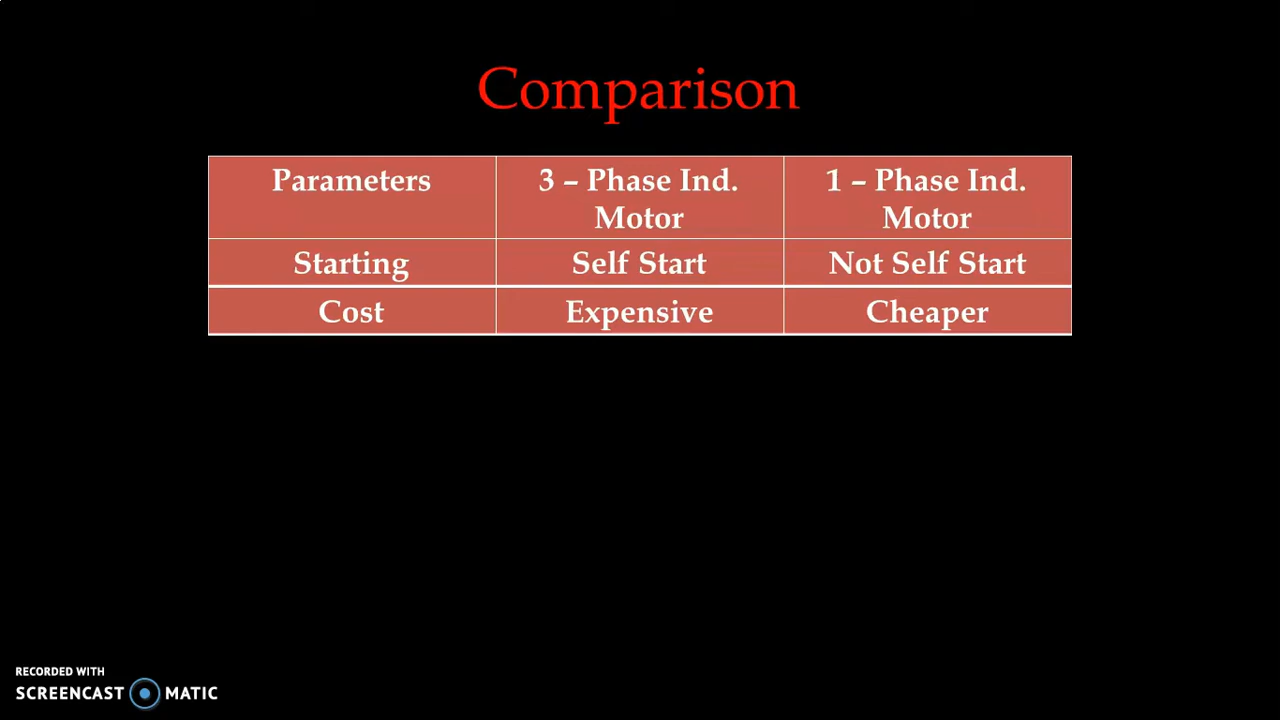 Comparison
Parameters
3 – Phase Ind.
Motor
1 – Phase Ind.
Motor
Starting
Self Start
Not Self Start
Cost
Expensive
Cheaper
RECORDED WITH
SCREENCAST MATIC